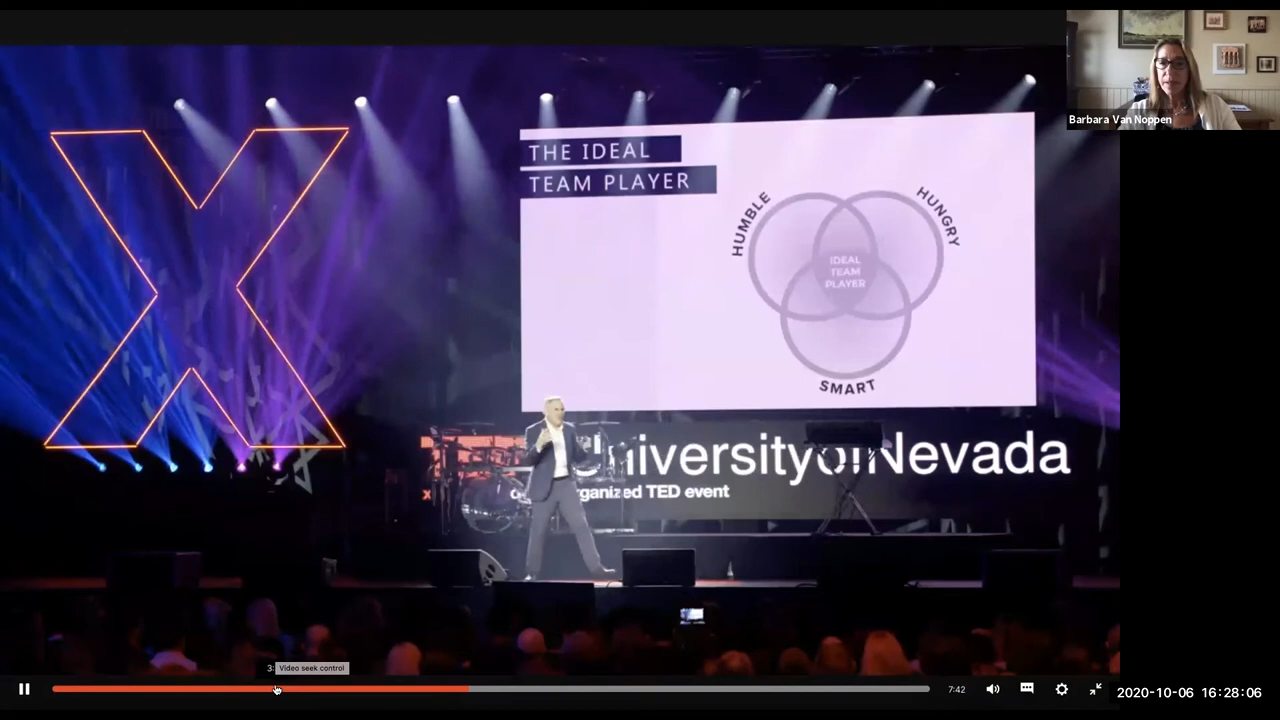 Barbara Van Noppen
THE IDEAL
TEAM PLAYER
HUMBLE
HUNGRY
IDEAL
TEAM
PLAYER
SMART
UniversityofNevada
x
organized TED event
Video seek control
7:42
2020-10-06 16:28:06